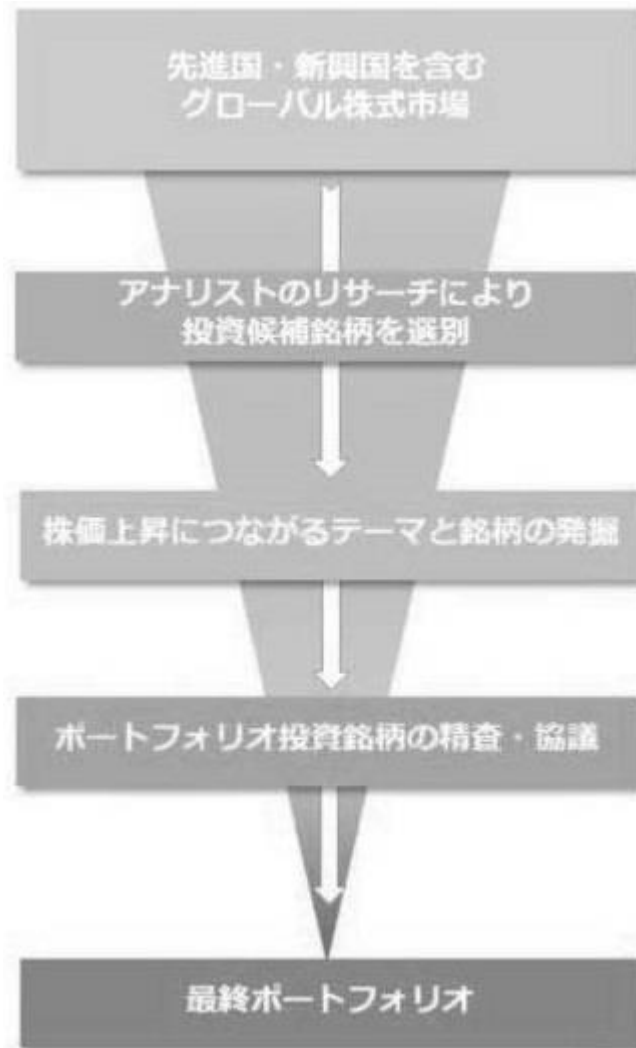 先進国・新興国を含む
グローバル株式市場
アナリストのリサーチにより
投資候補銘柄を選別
株価上昇につながるテーマと銘柄の発掘
ポートフォリオ投資銘柄の精査・協議
最終ポートフォリオ